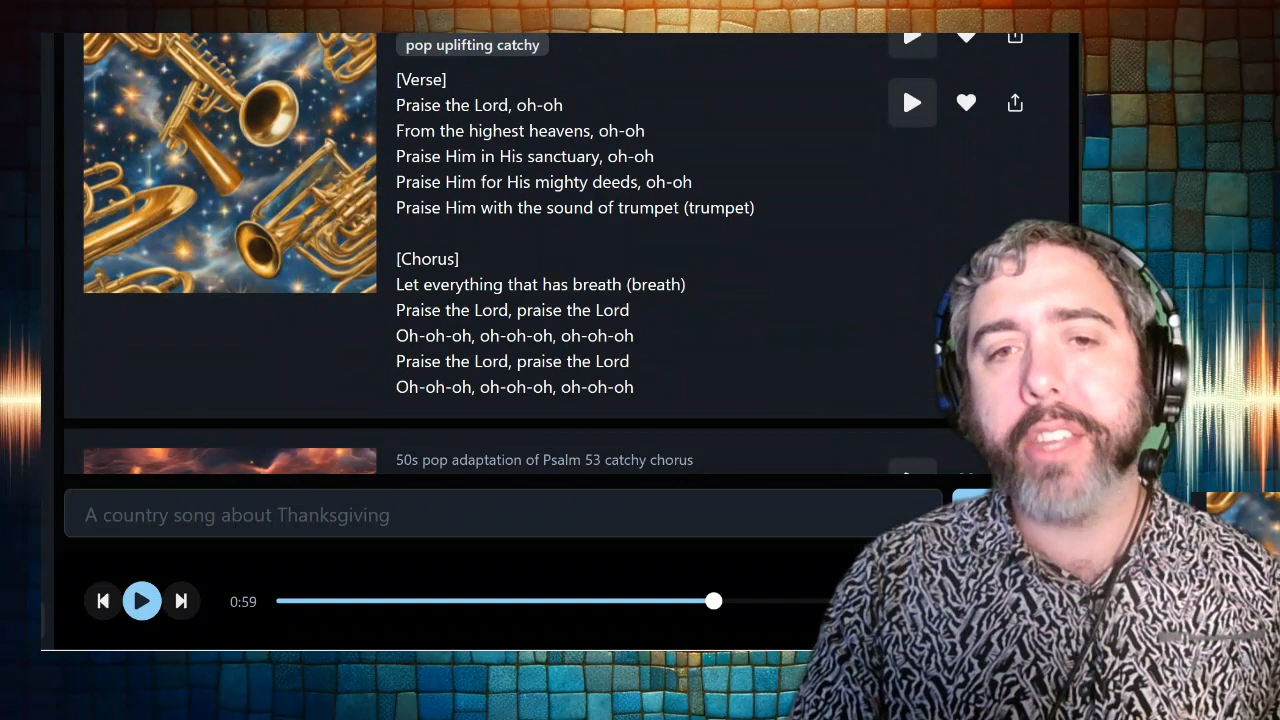 pop uplifting catchy
[Verse]
Praise the Lord, oh-oh
From the highest heavens, oh-oh
Praise Him in His sanctuary, oh-oh
Praise Him for His mighty deeds, oh-oh
Praise Him with the sound of trumpet (trumpet)
[Chorus]
Let everything that has breath (breath)
Praise the Lord, praise the Lord
Oh-oh-oh, oh-oh-oh, oh-oh-oh
Praise the Lord, praise the Lord
Oh-oh-oh, oh-oh-oh, oh-oh-oh
50s pop adaptation of Psalm 53 catchy chorus
A country song about Thanksgiving
0:59